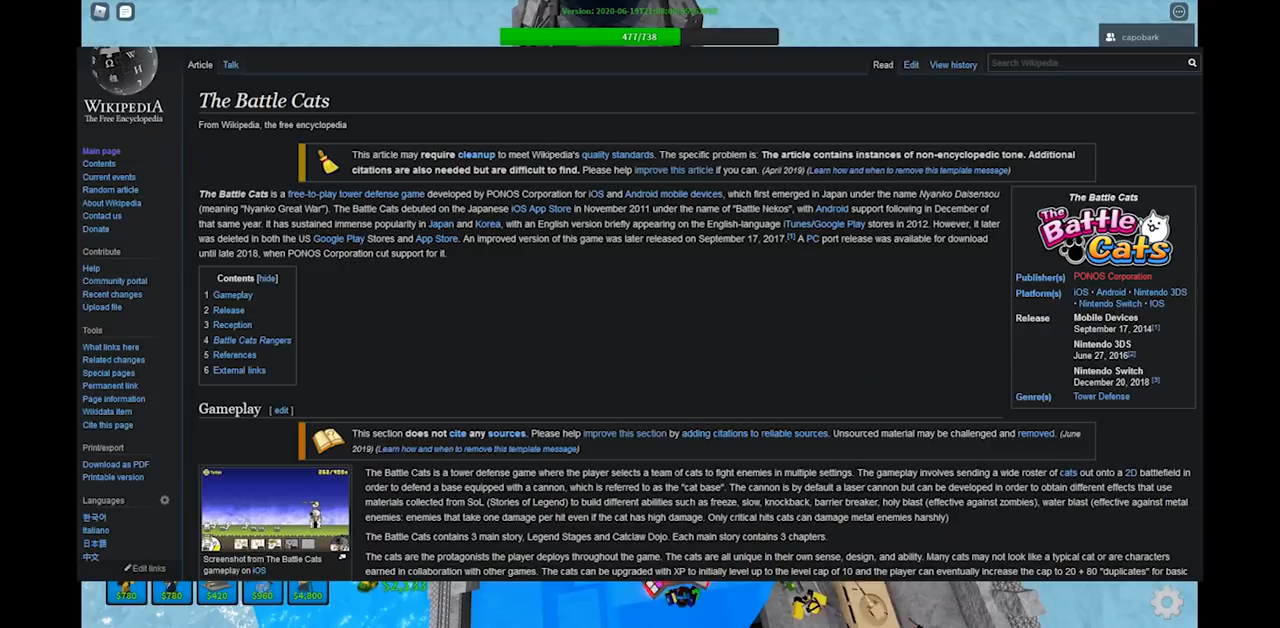 Version: 2020-06-19T21:
477/738
capobark
WIKIPEDIA
The Free Encyclopedia
Main page
Contents
Current events
Random article
About Wikipedia
Contact us
Donate
Contribute
Help
Community portal
Recent changes
Upload file
Tools
What links here
Related changes
Special pages
Permanent link
Page information
Wikidata item
Cite this page
Print/export
Download as PDF
Printable version
Languages
한국어
Italiano
日本語
中文
Edit links
Article Talk
Read Edit View history Search Wikipedia
The Battle Cats
From Wikipedia, the free encyclopedia
This article may require cleanup to meet Wikipedia's quality standards. The specific problem is: The article contains instances of non-encyclopedic tone. Additional
citations are also needed but are difficult to find. Please help improve this article if you can. (April 2019) (Learn how and when to remove this template message)
The Battle Cats is a free-to-play tower defense game developed by PONOS Corporation for iOS and Android mobile devices, which first emerged in Japan under the name Nyanko Daisensou
(meaning "Nyanko Great War"). The Battle Cats debuted on the Japanese iOS App Store in November 2011 under the name of "Battle Nekos", with Android support following in December of
that same year. It has sustained immense popularity in Japan and Korea, with an English version briefly appearing on the English-language iTunes/Google Play stores in 2012. However, it later
was deleted in both the US Google Play Stores and App Store. An improved version of this game was later released on September 17, 2017.[1] A PC port release was available for download
until late 2018, when PONOS Corporation cut support for it.
Contents [hide]
1 Gameplay
2 Release
3 Reception
4 Battle Cats Rangers
5 References
6 External links
The Battle Cats
The Battle Cats
Publisher(s) PONOS Corporation
Platform(s) iOS · Android · Nintendo 3DS
· Nintendo Switch · IOS
Release Mobile Devices
September 17, 2014[1]
Nintendo 3DS
June 27, 2016[2]
Nintendo Switch
December 20, 2018 [3]
Genre(s) Tower Defense
Gameplay [ edit ]
This section does not cite any sources. Please help improve this section by adding citations to reliable sources. Unsourced material may be challenged and removed. (June
2019) (Learn how and when to remove this template message)
Screenshot from The Battle Cats
gameplay on iOS
The Battle Cats is a tower defense game where the player selects a team of cats to fight enemies in multiple settings. The gameplay involves sending a wide roster of cats out onto a 2D battlefield in
order to defend a base equipped with a cannon, which is referred to as the "cat base". The cannon is by default a laser cannon but can be developed in order to obtain different effects that use
materials collected from SoL (Stories of Legend) to build different abilities such as freeze, slow, knockback, barrier breaker, holy blast (effective against zombies), water blast (effective against metal
enemies: enemies that take one damage per hit even if the cat has high damage. Only critical hits cats can damage metal enemies harshly)
The Battle Cats contains 3 main story, Legend Stages and Catclaw Dojo. Each main story contains 3 chapters.
The cats are the protagonists the player deploys throughout the game. The cats are all unique in their own sense, design, and ability. Many cats may not look like a typical cat or are characters
earned in collaboration with other games. The cats can be upgraded with XP to initially level up to the level cap of 10 and the player can eventually increase the cap to 20 + 80 "duplicates" for basic
$780 $780 $420 $960 $4,800